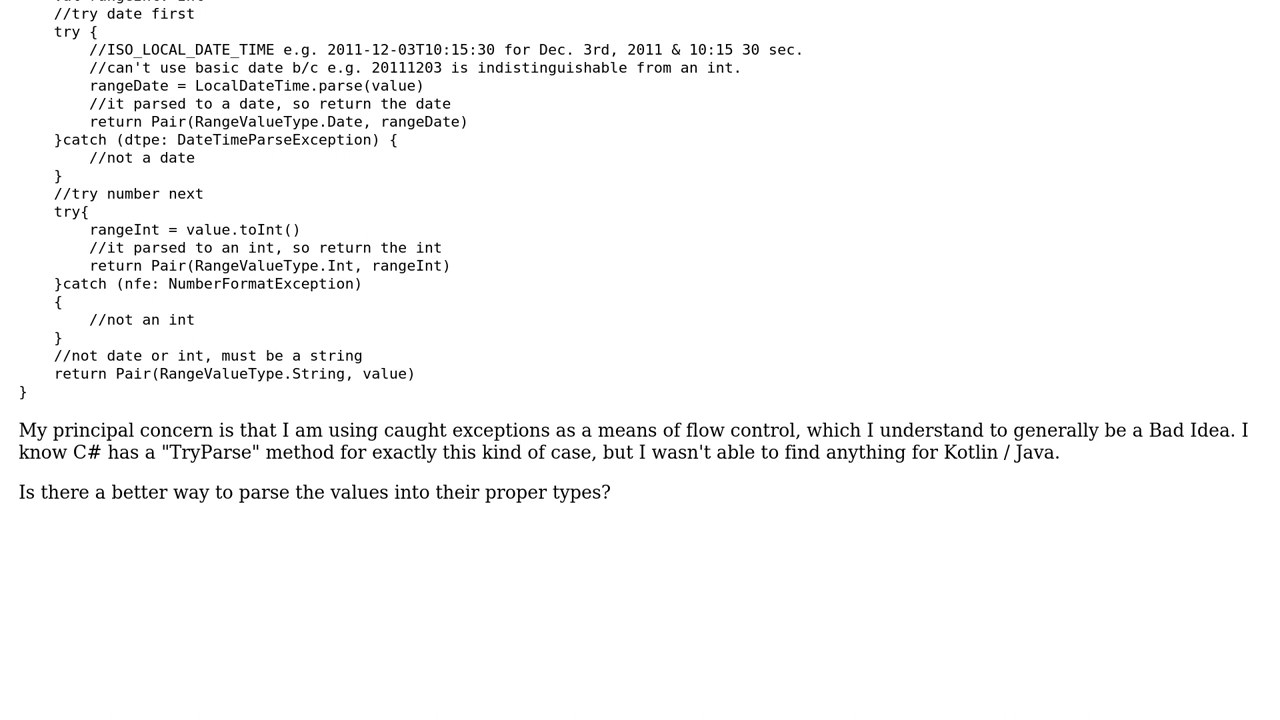 //try date first
try {
//ISO_LOCAL_DATE_TIME e.g. 2011-12-03T10:15:30 for Dec. 3rd, 2011 & 10:15 30 sec.
//can't use basic date b/c e.g. 20111203 is indistinguishable from an int.
rangeDate = LocalDateTime.parse(value)
//it parsed to a date, so return the date
return Pair(RangeValueType.Date, rangeDate)
}catch (dtpe: DateTimeParseException) {
//not a date
}
//try number next
try{
rangeInt = value.toInt()
//it parsed to an int, so return the int
return Pair(RangeValueType.Int, rangeInt)
}catch (nfe: NumberFormatException)
{
//not an int
}
//not date or int, must be a string
return Pair(RangeValueType.String, value)
}
My principal concern is that I am using caught exceptions as a means of flow control, which I understand to generally be a Bad Idea. I
know C# has a "TryParse" method for exactly this kind of case, but I wasn't able to find anything for Kotlin / Java.
Is there a better way to parse the values into their proper types?